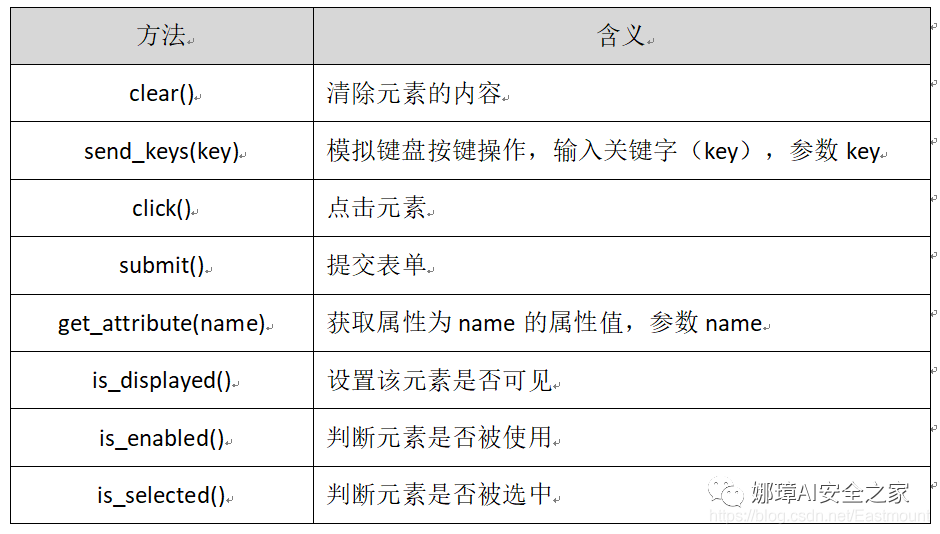 方法 含义
clear() 清除元素的内容
send_keys(key) 模拟键盘按键操作，输入关键字（key），参数 key
click() 点击元素
submit() 提交表单
get_attribute(name) 获取属性为 name 的属性值，参数 name
is_displayed() 设置该元素是否可见
is_enabled() 判断元素是否被使用
is_selected() 判断元素是否被选中
娜璋AI安全之家
https://blog.csdn.net/Eastmount